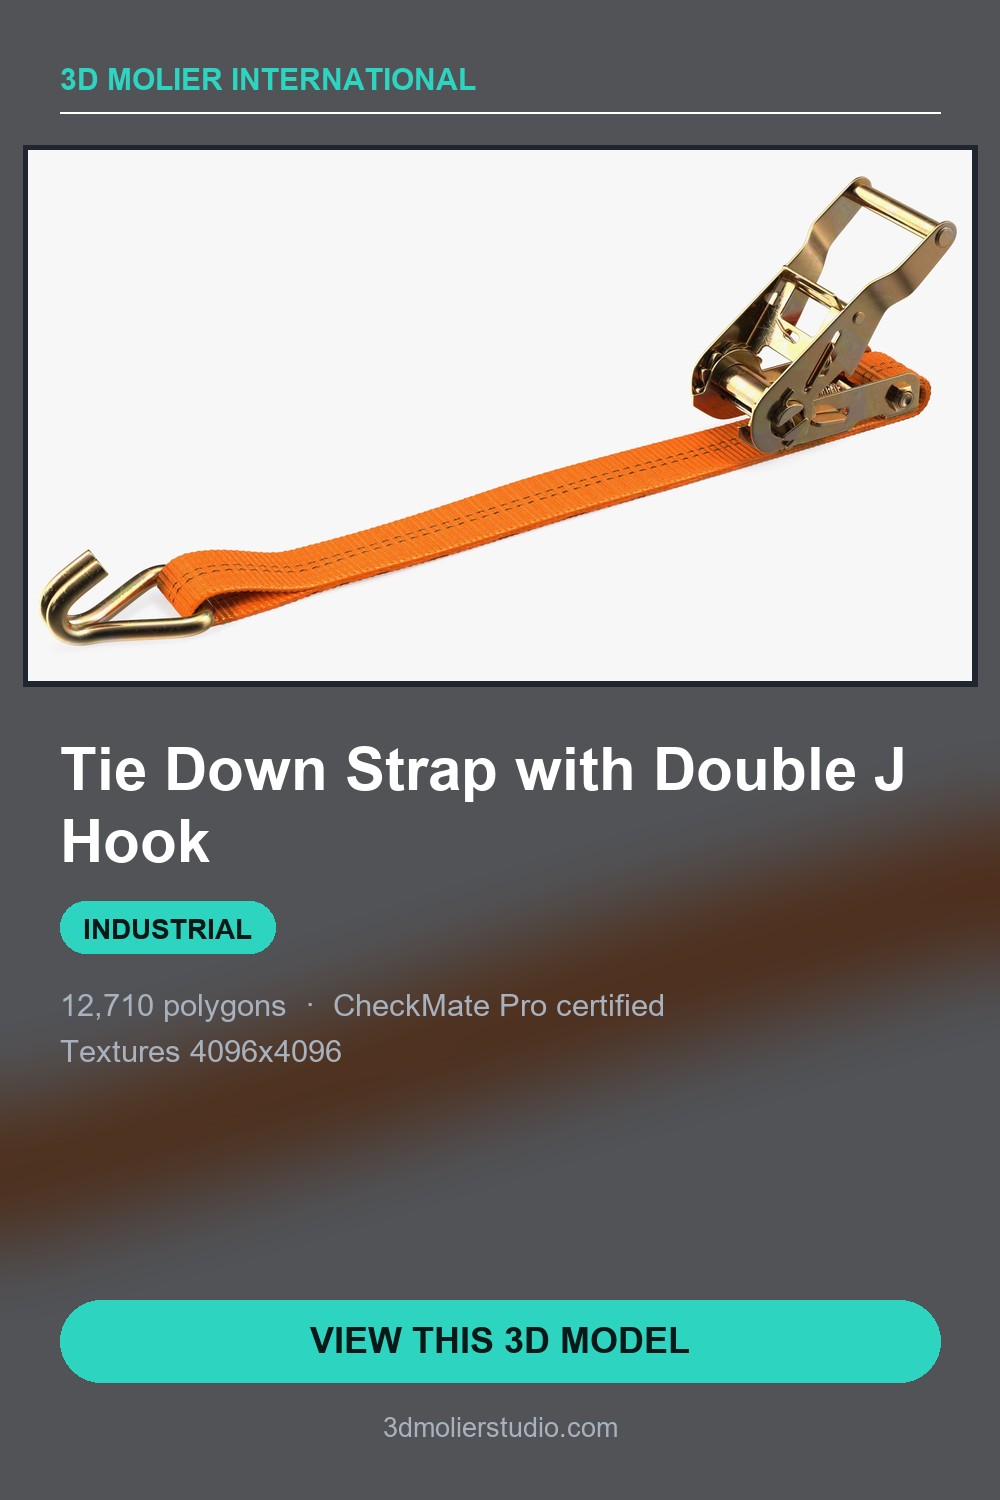 3D MOLIER INTERNATIONAL
Tie Down Strap with Double J
Hook
INDUSTRIAL
12,710 polygons · CheckMate Pro certified
Textures 4096x4096
VIEW THIS 3D MODEL
3dmolierstudio.com